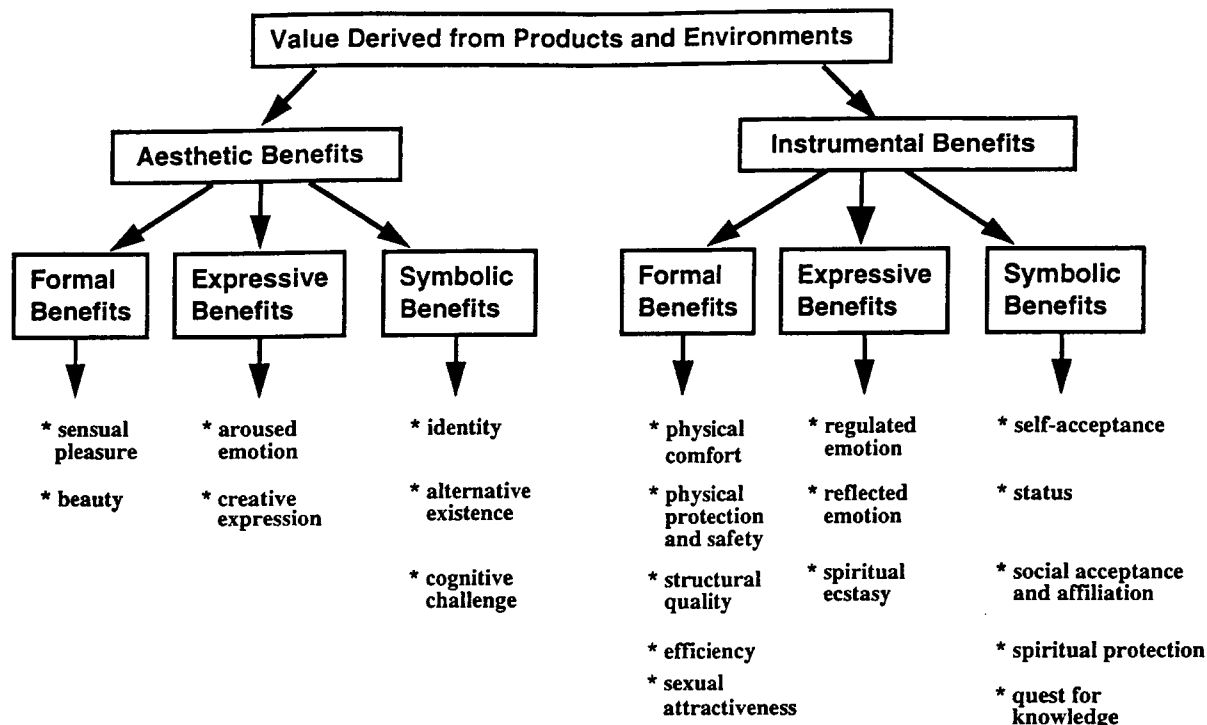 Value Derived from Products and Environments
Aesthetic Benefits
Instrumental Benefits
Formal
Benefits
Expressive
Benefits
Symbolic
Benefits
Formal
Benefits
Expressive
Benefits
Symbolic
Benefits
* sensual
pleasure
* beauty
* aroused
emotion
* creative
expression
* identity
* alternative
existence
* cognitive
challenge
* physical
comfort
* physical
protection
and safety
* structural
quality
* efficiency
* sexual
attractiveness
* regulated
emotion
* reflected
emotion
* spiritual
ecstasy
* self-acceptance
* status
* social acceptance
and affiliation
* spiritual protection
* quest for
knowledge